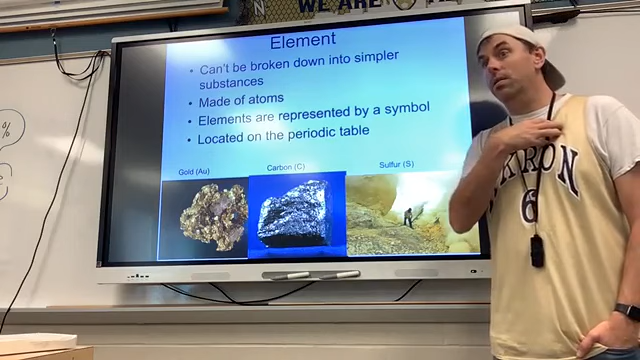 WE ARE
Element
• Can't be broken down into simpler
substances
• Made of atoms
• Elements are represented by a symbol
• Located on the periodic table
Gold (Au)
Carbon (C)
Sulfur (S)
%
6